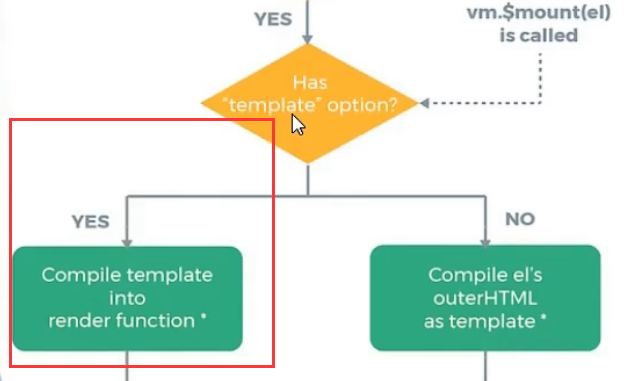 YES
vm.$mount(el)
is called
Has
“template” option?
YES
NO
Compile template
into
render function *
Compile el’s
outerHTML
as template *